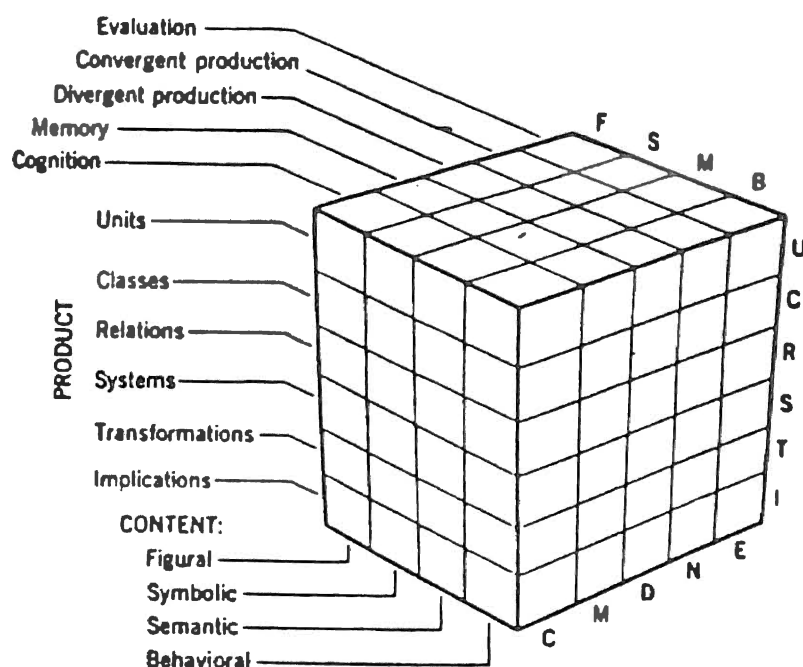 Evaluation
Convergent production
Divergent production
Memory
Cognition
F
S
M
B
Units
Classes
Relations
Systems
Transformations
Implications
PRODUCT
U
C
R
S
T
I
CONTENT:
Figural
Symbolic
Semantic
Behavioral
C
M
D
N
E